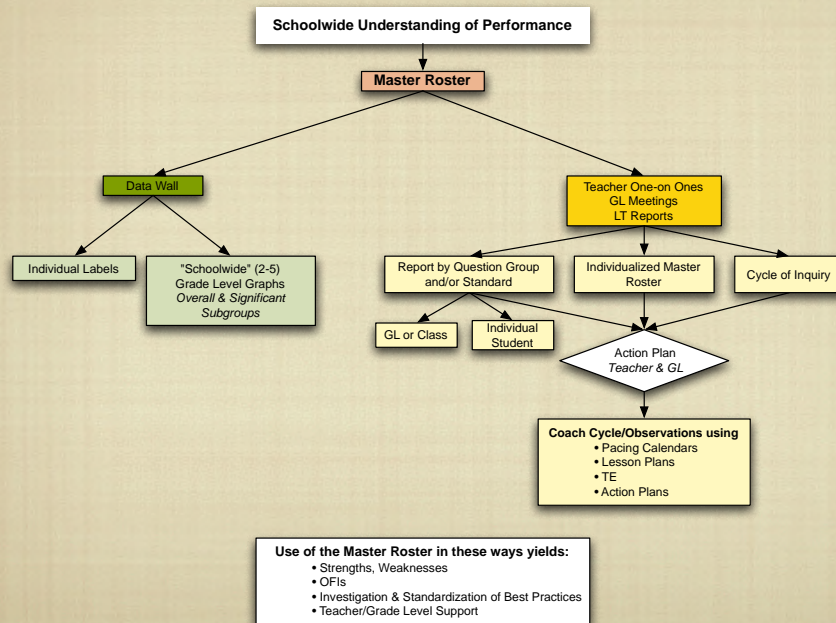 Schoolwide Understanding of Performance
Master Roster
Data Wall
Teacher One-on Ones
GL Meetings
LT Reports
Individual Labels
"Schoolwide" (2-5)
Grade Level Graphs
Overall & Significant
Subgroups
Report by Question Group
and/or Standard
Individualized Master
Roster
Cycle of Inquiry
GL or Class
Individual
Student
Action Plan
Teacher & GL
Coach Cycle/Observations using
• Pacing Calendars
• Lesson Plans
• TE
• Action Plans
Use of the Master Roster in these ways yields:
• Strengths, Weaknesses
• OFIs
• Investigation & Standardization of Best Practices
• Teacher/Grade Level Support